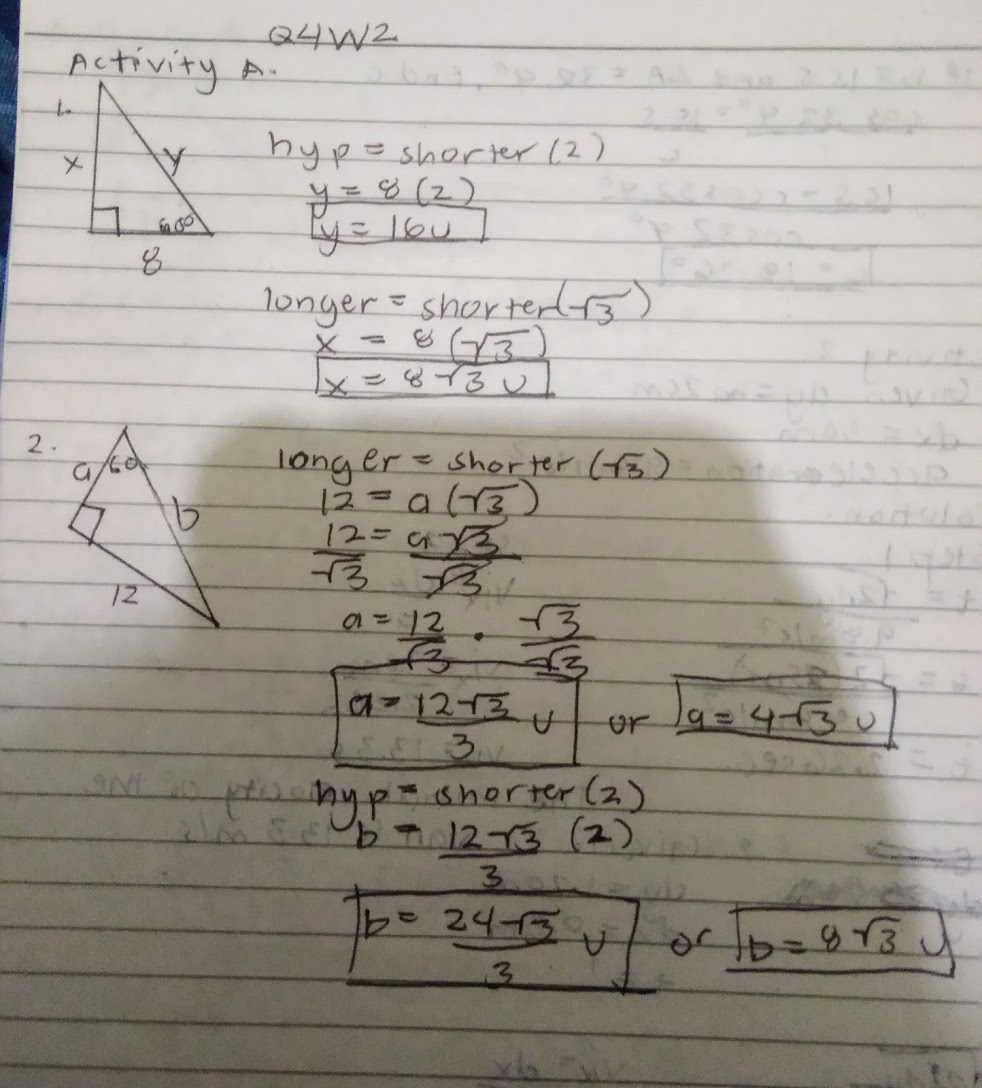 Q4W2
Activity A.
1.
x
y
60°
8
hyp = shorter (2)
y = 8 (2)
y = 16u
longer = shorter (√3)
x = 8 (√3)
x = 8√3 u
2.
a
60
b
12
longer = shorter (√3)
12 = a (√3)
12 = a√3
√3 √3
a = 12 . √3
√3 √3
a = 12√3 u or a = 4√3 u
3
hyp = shorter (2)
b = 12√3 (2)
3
b = 24√3 u or b = 8√3 u
3